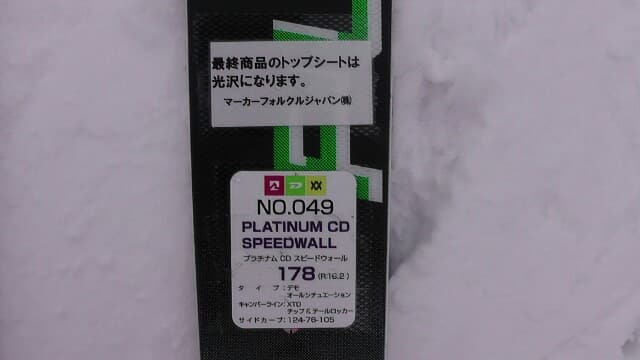 最終商品のトップシートは
光沢になります。
マーカーフォルクルジャパン㈱
NO.049
PLATINUM CD
SPEEDWALL
プラチナム CD スピードウォール
178 (R:16.2)
タイプ:デモ
オールシチュエーション
キャンバーライン:XTD
チップ&テールロッカー
サイドカーブ:124-76-105